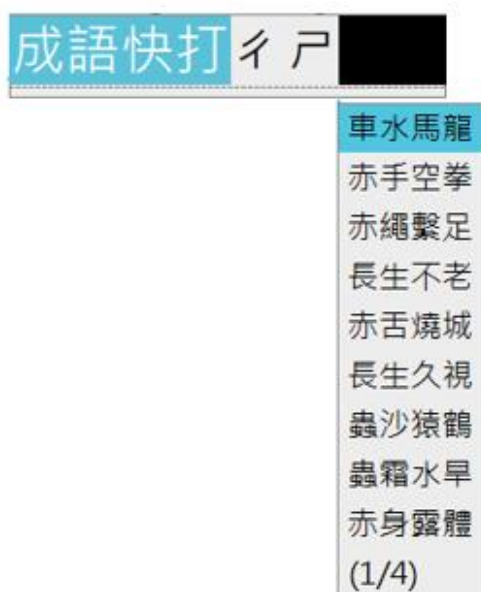 成語快打ㄔㄕ
車水馬龍
赤手空拳
赤繩繫足
長生不老
赤舌燒城
長生久視
蟲沙猿鶴
蟲霜水旱
赤身露體
(1/4)